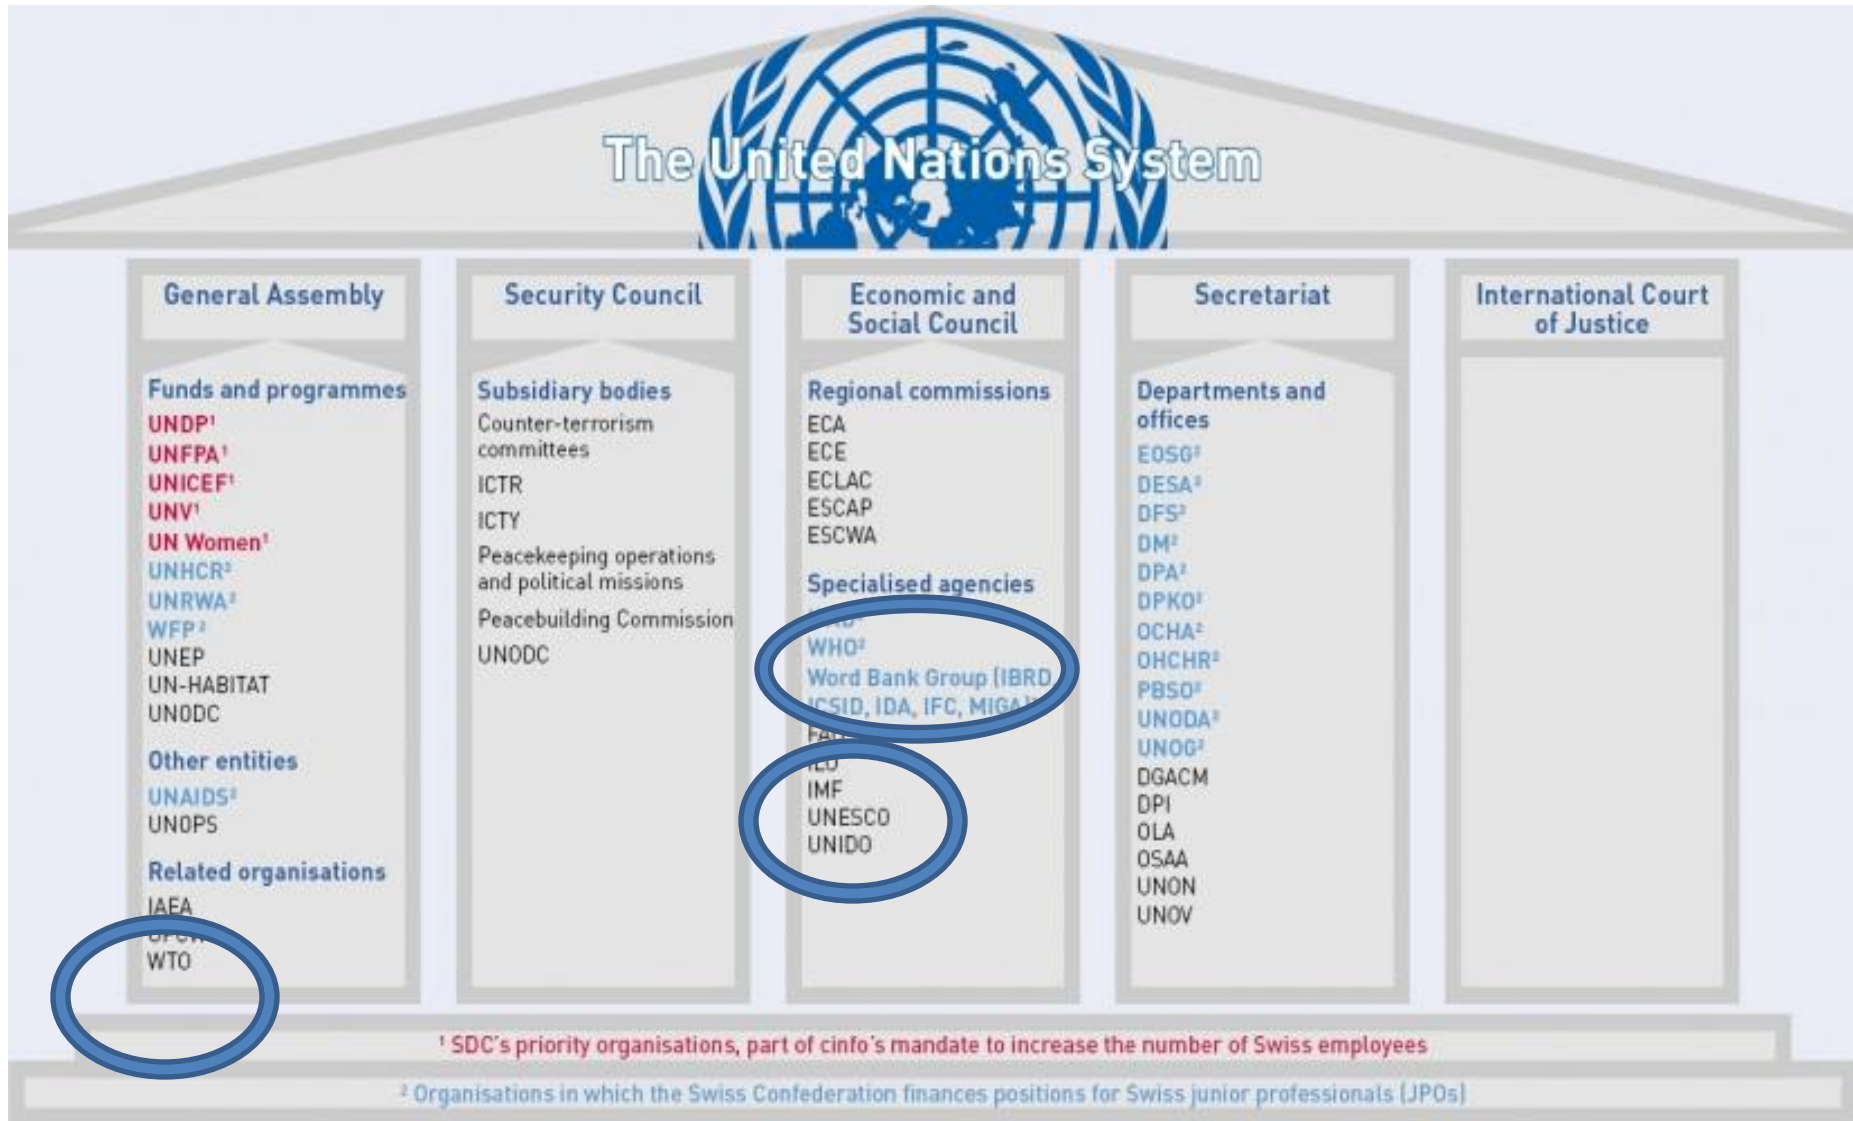 The United Nations System
General Assembly
Funds and programmes
UNDP¹
UNFPA¹
UNICEF¹
UNV¹
UN Women¹
UNHCR²
UNRWA²
WFP²
UNEP
UN-HABITAT
UNODC
Other entities
UNAIDS²
UNOPS
Related organisations
IAEA
WTO
Security Council
Subsidiary bodies
Counter-terrorism
committees
ICTR
ICTY
Peacekeeping operations
and political missions
Peacebuilding Commission
UNODC
Economic and
Social Council
Regional commissions
ECA
ECE
ECLAC
ESCAP
ESCWA
Specialised agencies
WHO²
Word Bank Group (IBRD
ICSID, IDA, IFC, MIGA)
ILO
IMF
UNESCO
UNIDO
Secretariat
Departments and
offices
EOSG²
DESA²
DFS²
DM²
DPA²
DPKO²
OCHA²
OHCHR²
PBSO²
UNODA²
UNOG²
DGACM
DPI
OLA
OSAA
UNON
UNOV
International Court
of Justice
¹ SDC's priority organisations, part of cinfo's mandate to increase the number of Swiss employees
² Organisations in which the Swiss Confederation finances positions for Swiss junior professionals (JPOs)